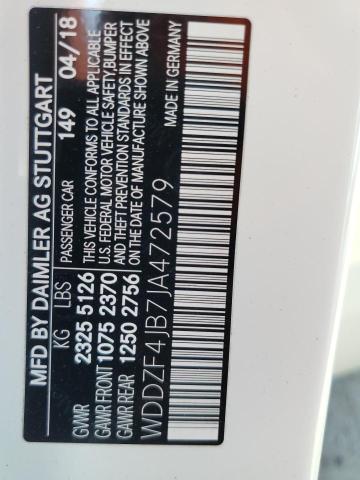 MFD BY DAIMLER AG STUTTGART
KG LBS PASSENGER CAR 149 04/18
GVWR 2325 5126 THIS VEHICLE CONFORMS TO ALL APPLICABLE
GAWR FRONT 1075 2370 U.S. FEDERAL MOTOR VEHICLE SAFETY, BUMPER
GAWR REAR 1250 2756 AND THEFT PREVENTION STANDARDS IN EFFECT
ON THE DATE OF MANUFACTURE SHOWN ABOVE
WDDZF4JB7JA472579 MADE IN GERMANY